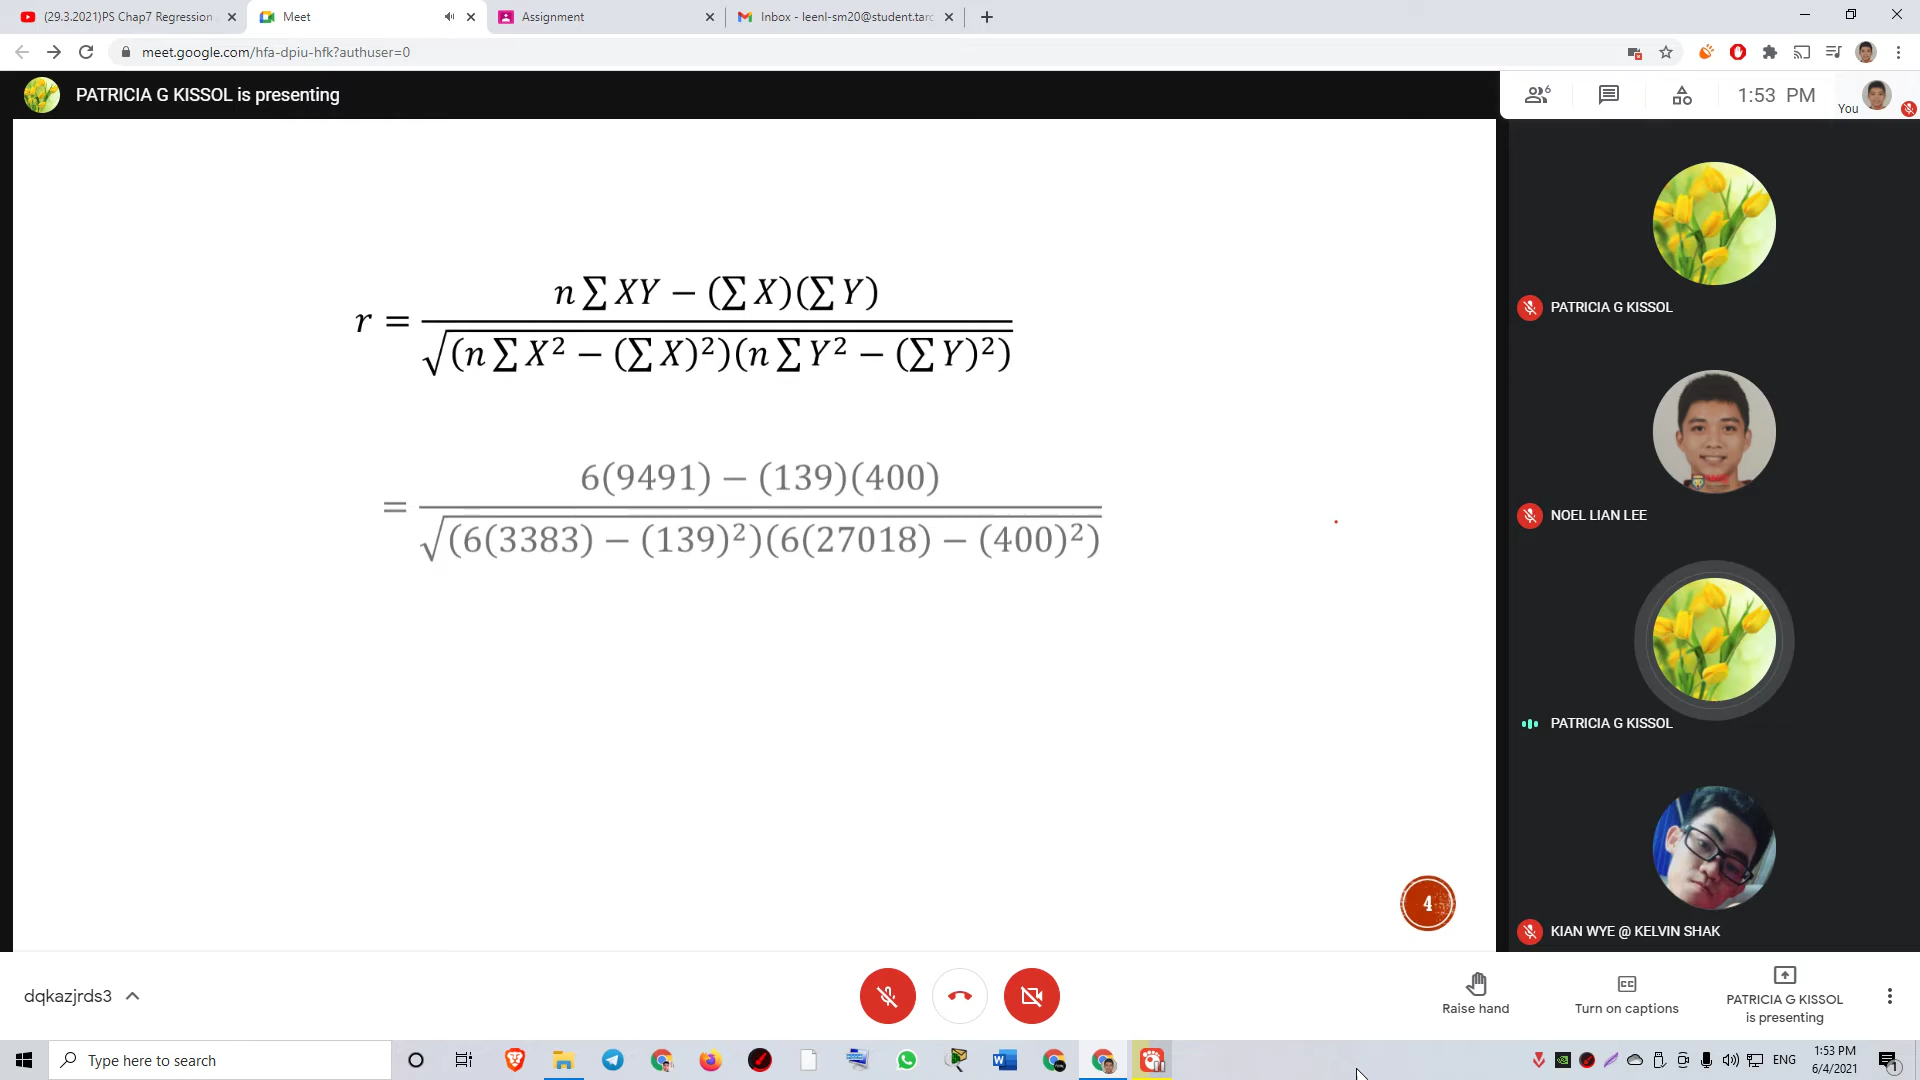 (29.3.2021)PS Chap7 Regression
Meet
Assignment
Inbox - leenl-sm20@student.tarc
meet.google.com/hfa-dpiu-hfk?authuser=0
PATRICIA G KISSOL is presenting
6
1:53 PM
You
r = n∑XY − (∑X)(∑Y) / √(n∑X² − (∑X)²)(n∑Y² − (∑Y)²)
= 6(9491) − (139)(400) / √(6(3383) − (139)²)(6(27018) − (400)²)
4
PATRICIA G KISSOL
NOEL LIAN LEE
PATRICIA G KISSOL
KIAN WYE @ KELVIN SHAK
dqkazjrds3
Raise hand
CC
Turn on captions
PATRICIA G KISSOL
is presenting
Type here to search
ENG
1:53 PM
6/4/2021
1